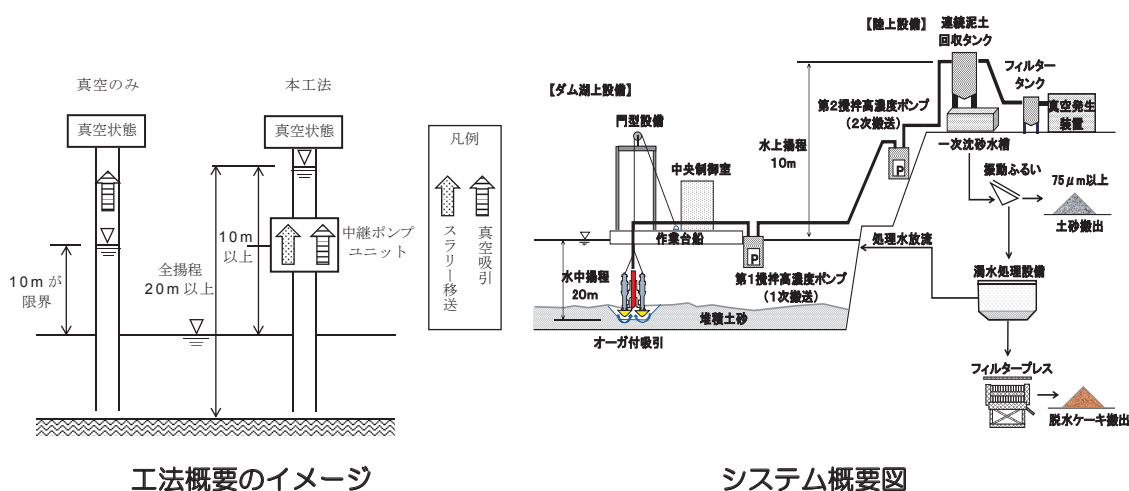 真空のみ
真空状態
10mが
限界
本工法
真空状態
10m
以上
全揚程
20m以上
中継ポンプ
ユニット
凡例
スラリー移送
真空吸引
工法概要のイメージ
【ダム湖上設備】
門型設備
中央制御室
作業台船
水中揚程
20m
堆積土砂
オーガ付吸引
P
第1攪拌高濃度ポンプ
(1次搬送)
水上揚程
10m
第2攪拌高濃度ポンプ
(2次搬送)
P
【陸上設備】
連続泥土
回収タンク
フィルター
タンク
真空発生
装置
一次沈砂水槽
振動ふるい
75μm以上
土砂搬出
処理水放流
濁水処理設備
フィルタープレス
脱水ケーキ搬出
システム概要図